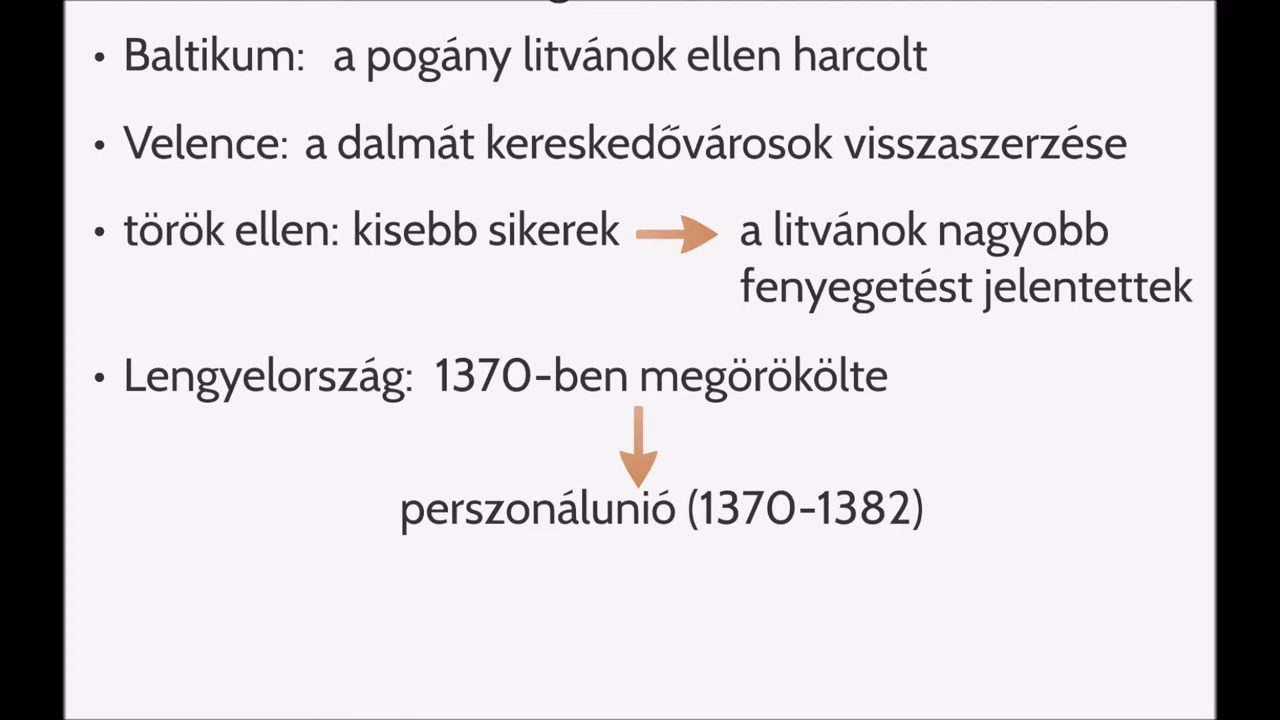 • Baltikum: a pogány litvánok ellen harcolt
• Velence: a dalmát kereskedővárosok visszaszerzése
• török ellen: kisebb sikerek → a litvánok nagyobb
fenyegetést jelentettek
• Lengyelország: 1370-ben megörökölte
perszonálunió (1370-1382)